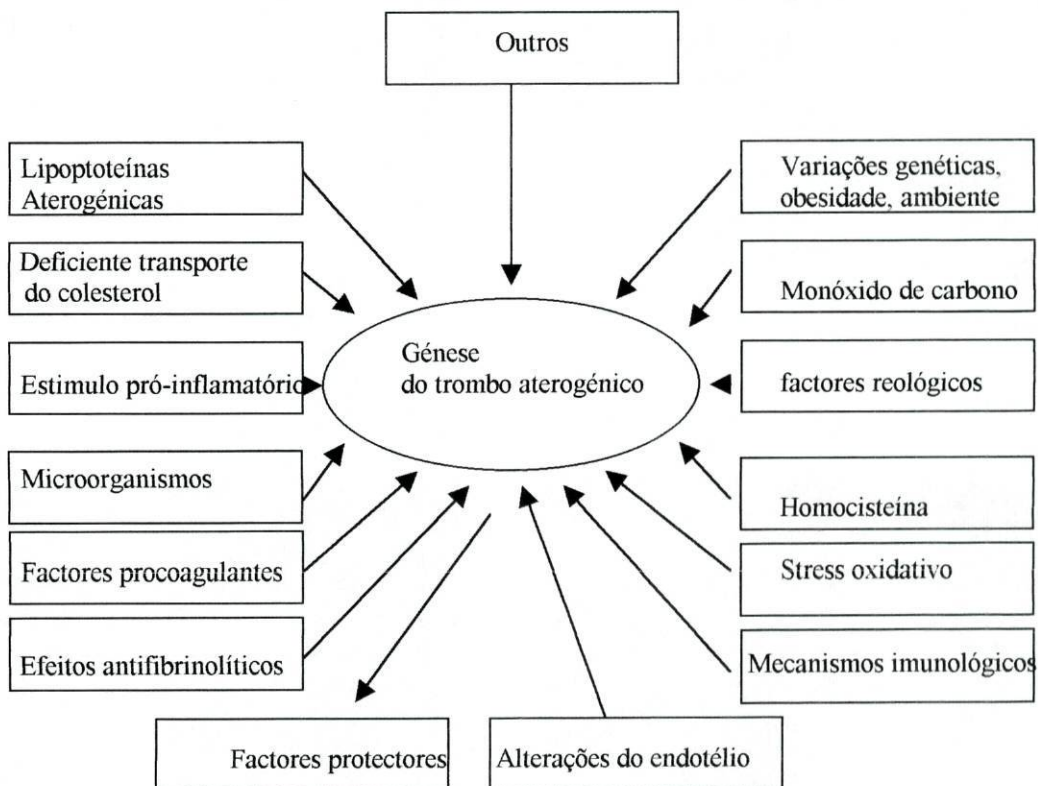 Outros
Lipoptoteínas
Aterogénicas
Deficiente transporte
do colesterol
Estimulo pró-inflamatório
Microorganismos
Factores procoagulantes
Efeitos antifibrinolíticos
Factores protectores
Génese
do trombo aterogénico
Alterações do endotélio
Variações genéticas,
obesidade, ambiente
Monóxido de carbono
factores reológicos
Homocisteína
Stress oxidativo
Mecanismos imunológicos